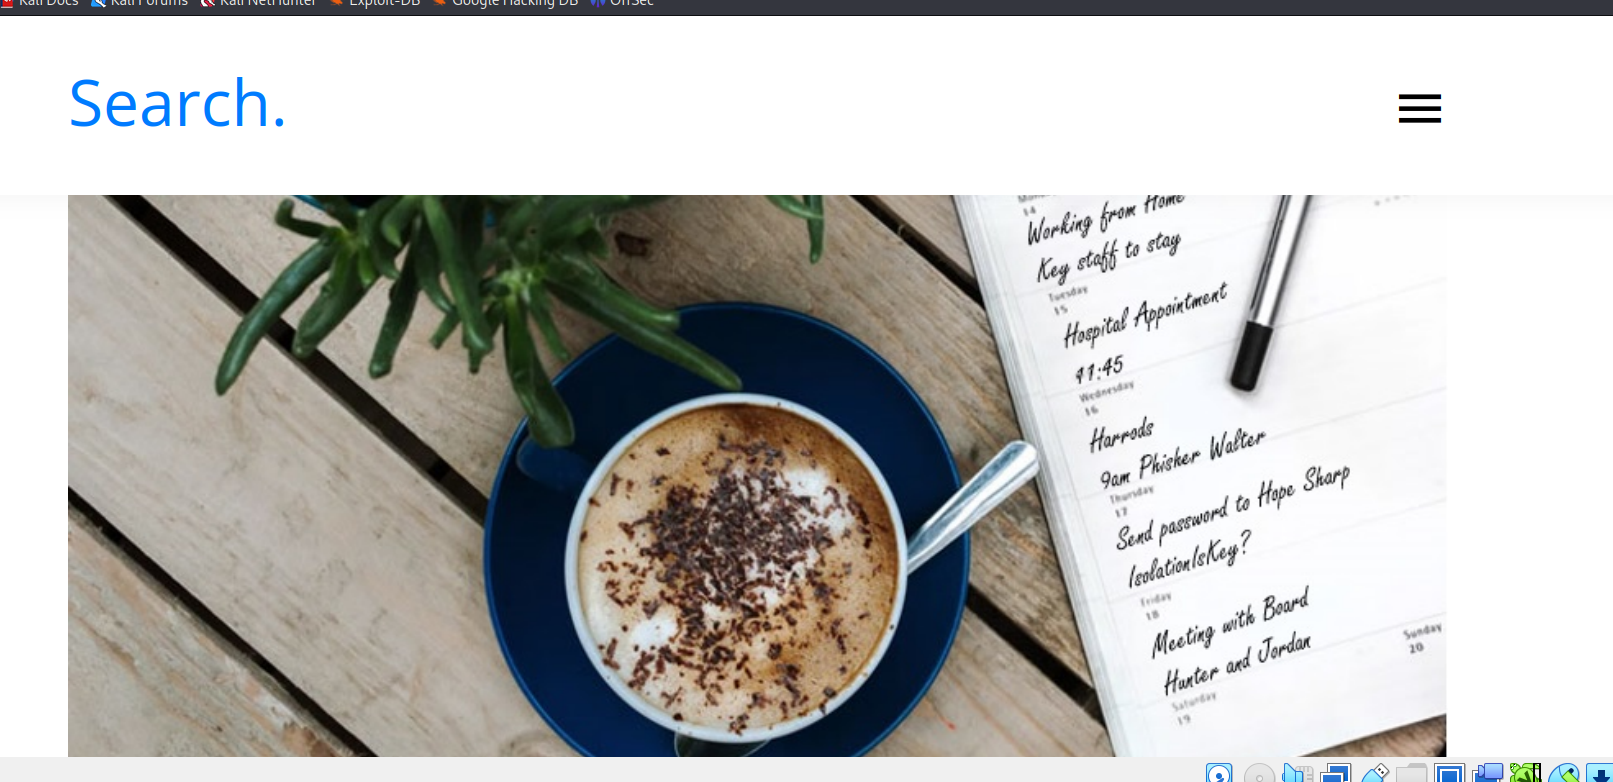 Kali Docs Kali Forums Kali NetHunter Exploit-DB Google Hacking DB OffSec
Search.
14
Working from Home
Key staff to stay
Tuesday
15
Hospital Appointment
11:45
Wednesday
16
Harrods
9am Phisher Walter
Thursday
17
Send password to Hope Sharp
IsolationIsKey?
Friday
18
Meeting with Board
Hunter and Jordan
Saturday
19
Sunday
20